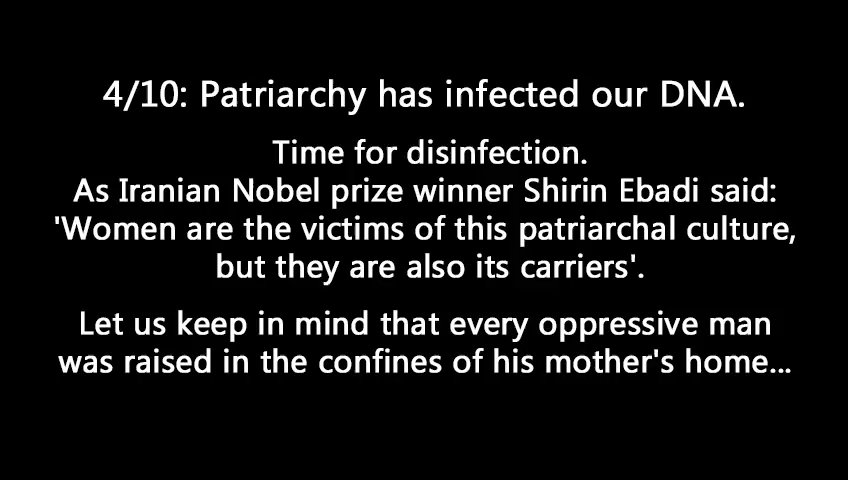 4/10: Patriarchy has infected our DNA.
Time for disinfection.
As Iranian Nobel prize winner Shirin Ebadi said:
'Women are the victims of this patriarchal culture,
but they are also its carriers'.
Let us keep in mind that every oppressive man
was raised in the confines of his mother's home...